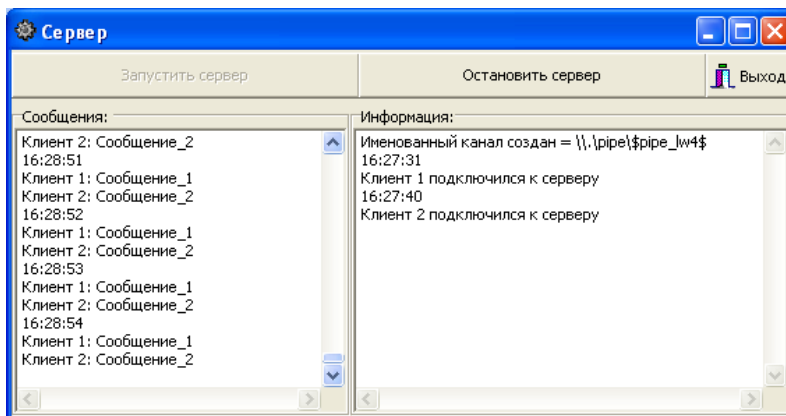 Сервер
Запустить сервер
Остановить сервер
Выход
Сообщения:
Клиент 2: Сообщение_2
16:28:51
Клиент 1: Сообщение_1
Клиент 2: Сообщение_2
16:28:52
Клиент 1: Сообщение_1
Клиент 2: Сообщение_2
16:28:53
Клиент 1: Сообщение_1
Клиент 2: Сообщение_2
16:28:54
Клиент 1: Сообщение_1
Клиент 2: Сообщение_2
Информация:
Именованный канал создан = \\.\pipe\$pipe_lw4$
16:27:31
Клиент 1 подключился к серверу
16:27:40
Клиент 2 подключился к серверу